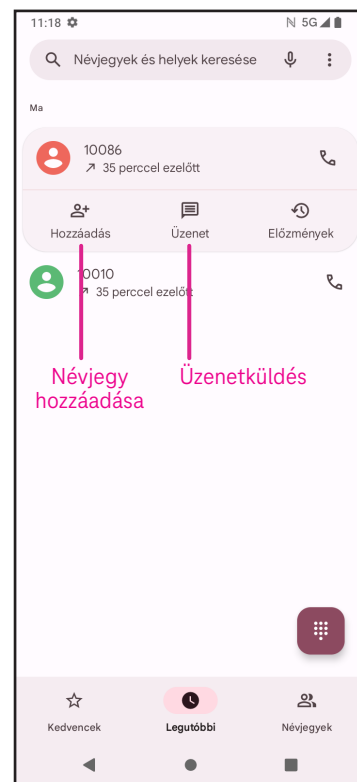 11:18 5G
Névjegyek és helyek keresése
Ma
10086
35 perccel ezelőtt
Hozzáadás Üzenet Előzmények
10010
35 perccel ezelőtt
Névjegy Üzenetküldés
hozzáadása
Kedvencek Legutóbbi Névjegyek